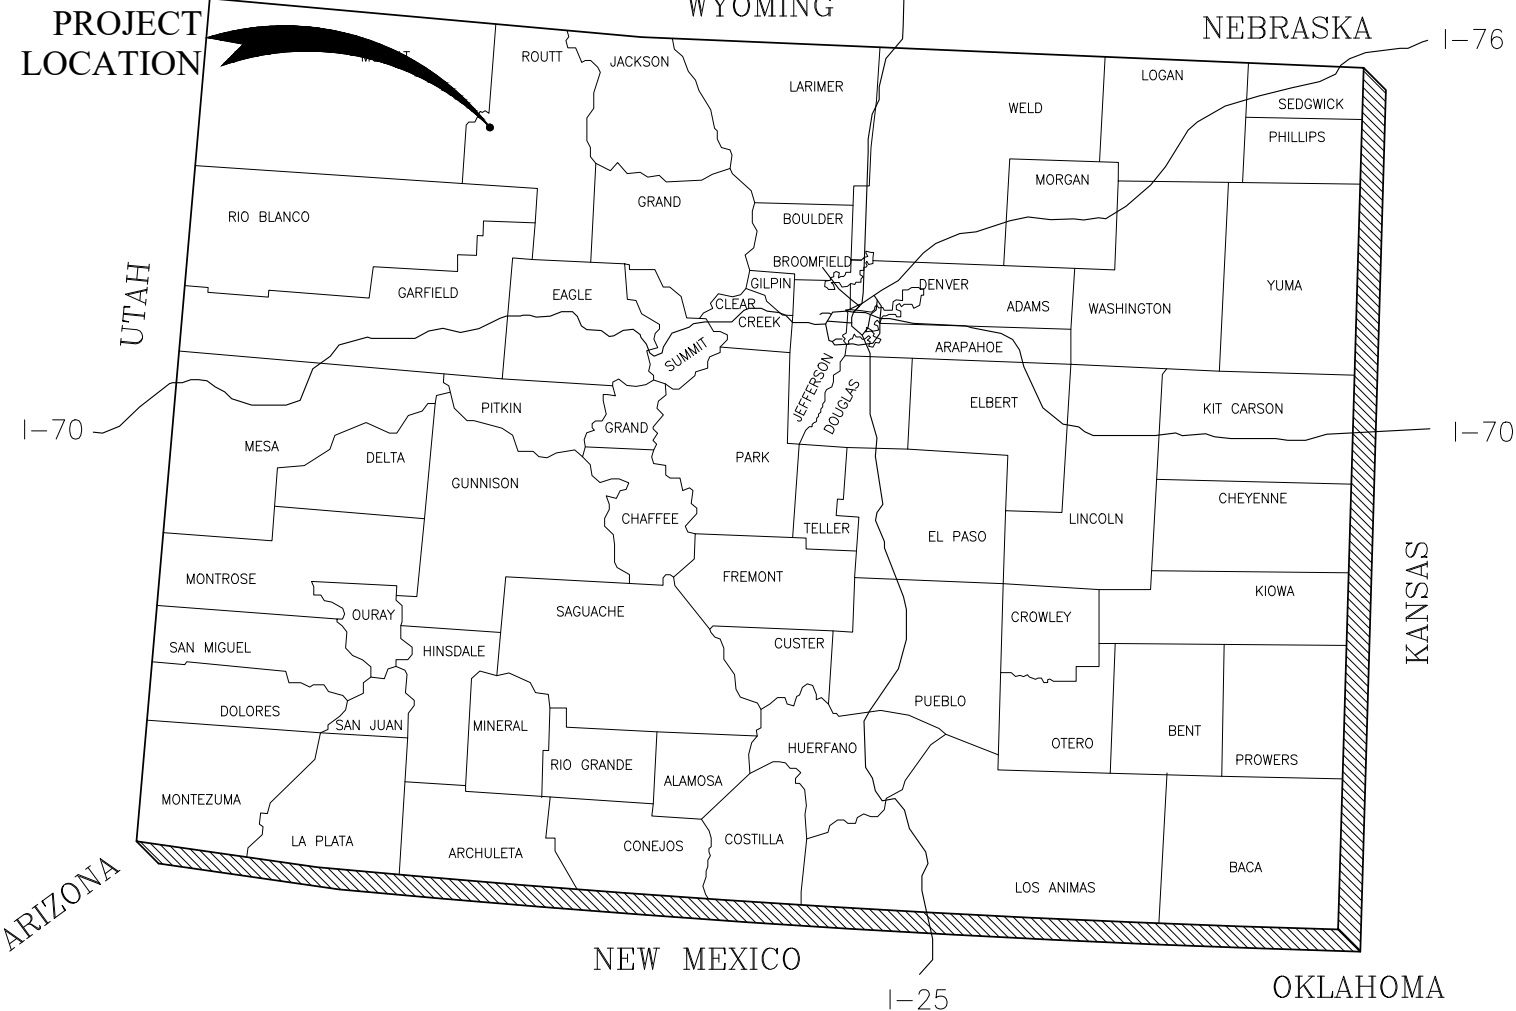 WYOMING
PROJECT
LOCATION
NEBRASKA
I-76
ROUTT
JACKSON
LARIMER
WELD
LOGAN
SEDGWICK
PHILLIPS
MORGAN
RIO BLANCO
GRAND
BOULDER
BROOMFIELD
UTAH
GARFIELD
EAGLE
GILPIN
DENVER
YUMA
CLEAR
CREEK
ADAMS
WASHINGTON
SUMMIT
ARAPAHOE
JEFFERSON
DOUGLAS
PITKIN
ELBERT
KIT CARSON
I-70
GRAND
I-70
MESA
DELTA
PARK
GUNNISON
CHEYENNE
CHAFFEE
TELLER
EL PASO
LINCOLN
MONTROSE
FREMONT
KIOWA
KANSAS
OURAY
SAGUACHE
CROWLEY
SAN MIGUEL
HINSDALE
CUSTER
DOLORES
SAN JUAN
MINERAL
PUEBLO
HUERFANO
OTERO
BENT
PROWERS
RIO GRANDE
ALAMOSA
MONTEZUMA
LA PLATA
ARCHULETA
CONEJOS
COSTILLA
LOS ANIMAS
BACA
ARIZONA
NEW MEXICO
I-25
OKLAHOMA